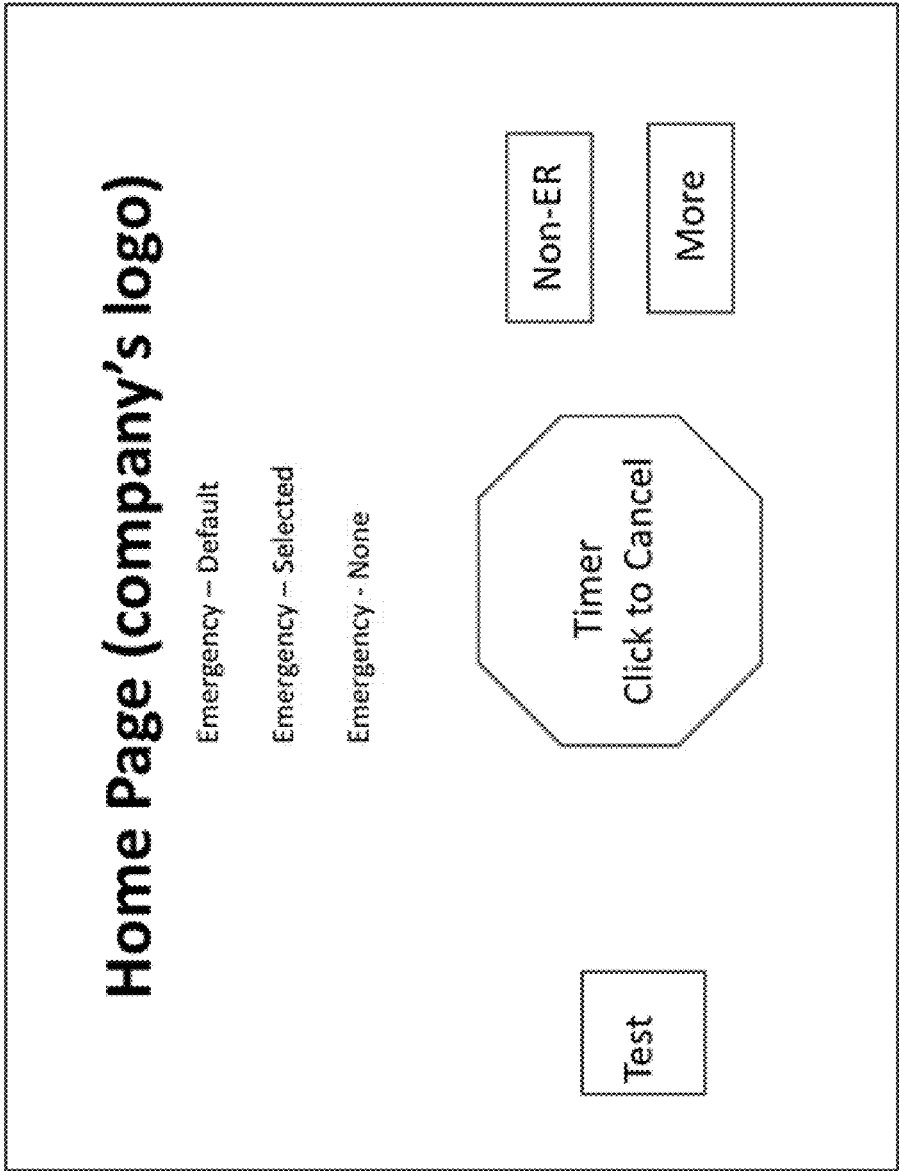 Home Page (company's logo)
Emergency – Default
Emergency – Selected
Emergency - None
Test
Timer
Click to Cancel
Non-ER
More